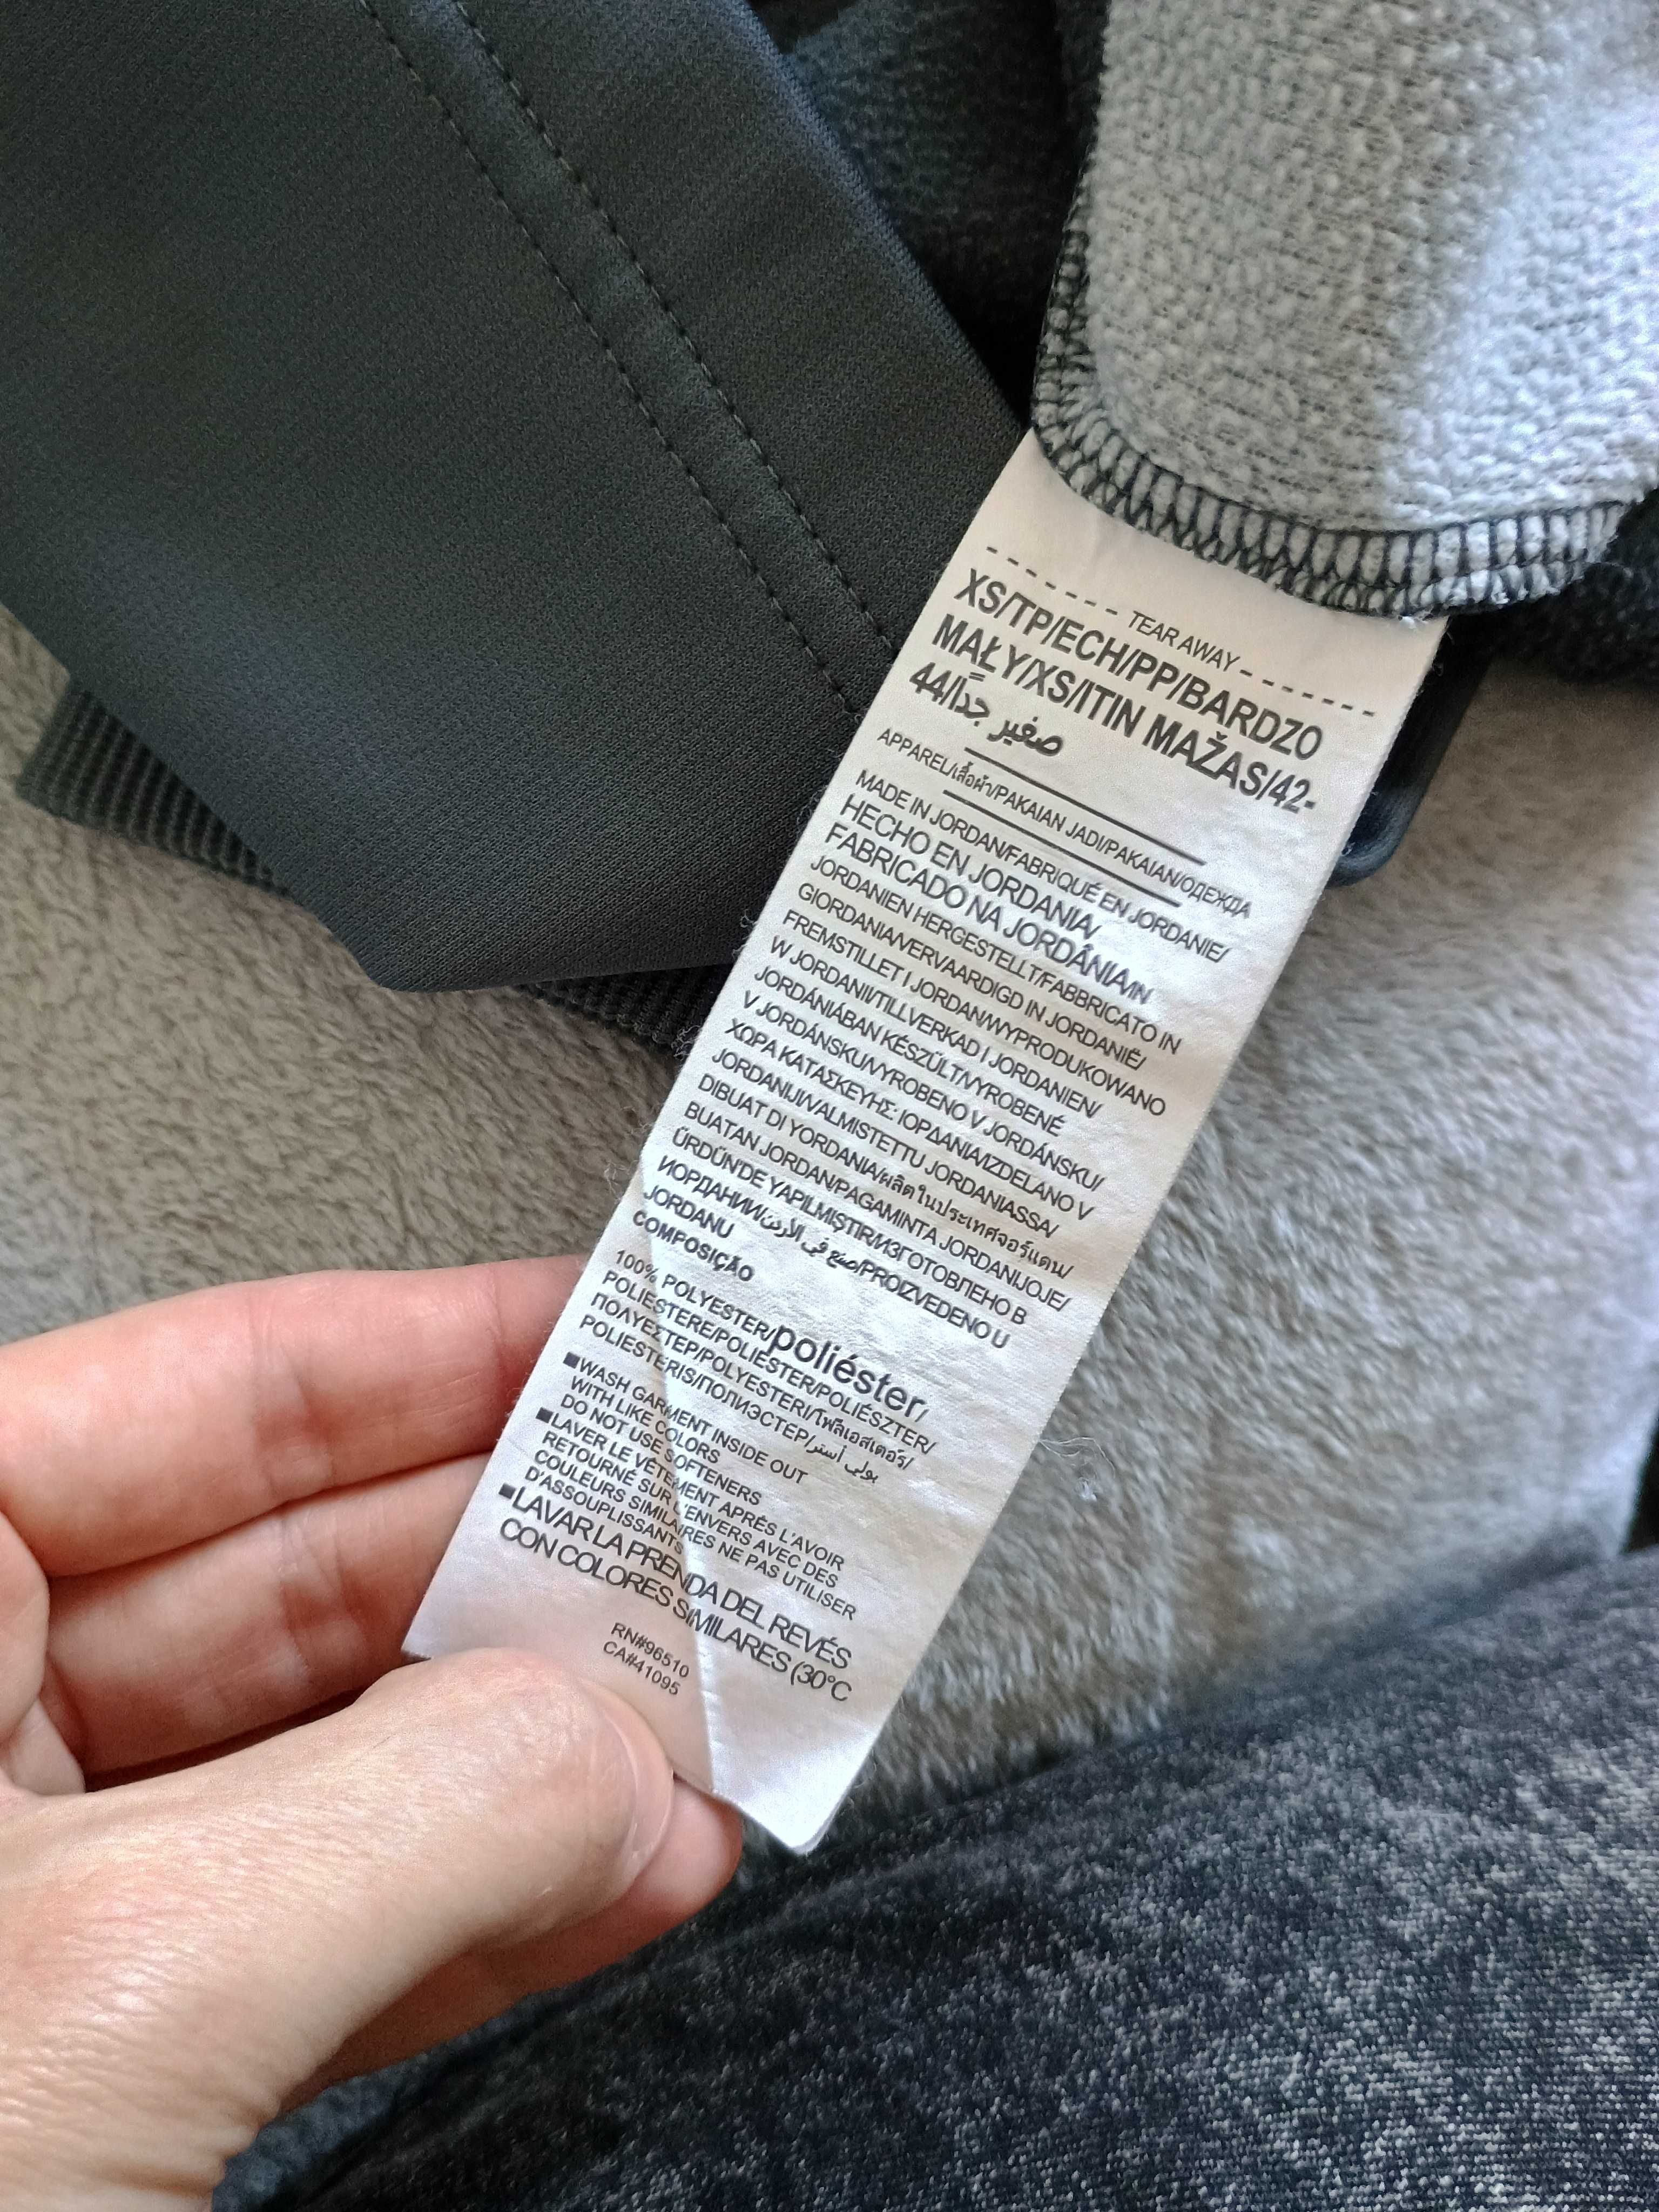 TEAR AWAY
XS/TP/ECH/PP/BARDZO
MAŁY/XS/ITIN MAŽAS/42-
44/صغير جدًا
APPAREL/เสื้อผ้า/PAKAIAN JADI/PAKAIAN/ОДЕЖДА
MADE IN JORDAN/FABRIQUÉ EN JORDANIE/
HECHO EN JORDANIA/
FABRICADO NA JORDÂNIA/IN
JORDANIEN HERGESTELLT/FABBRICATO IN
GIORDANIA/VERVAARDIGD IN JORDANIË/
FREMSTILLET I JORDAN/WYPRODUKOWANO
W JORDANII/TILLVERKAD I JORDANIEN/
JORDÁNIÁBAN KÉSZÜLT/VYROBENÉ
V JORDÁNSKU/VYROBENO V JORDÁNSKU/
ΧΩΡΑ ΚΑΤΑΣΚΕΥΗΣ: ΙΟΡΔΑΝΙΑ/IZDELANO V
JORDANIJI/VALMISTETTU JORDANIASSA/
DIBUAT DI YORDANIA/ผลิตในประเทศจอร์แดน/
BUATAN JORDAN/PAGAMINTA JORDANIJOJE/
ÜRDÜN'DE YAPILMIŞTIR/ИЗГОТОВЛЕНО В
ИОРДАНИИ/صنع في الأردن/PROIZVEDENO U
JORDANU
COMPOSIÇÃO
100% POLYESTER/poliéster/
POLIESTERE/POLIÉSTER/POLIÉSZTER/
ΠΟΛΥΕΣΤΕΡ/POLYESTERI/โพลีเอสเตอร์/
POLIESTERIS/ПОЛИЭСТЕР/بولي أستر
■WASH GARMENT INSIDE OUT
WITH LIKE COLORS
DO NOT USE SOFTENERS
■LAVER LE VÊTEMENT APRÈS L'AVOIR
RETOURNÉ SUR L'ENVERS AVEC DES
COULEURS SIMILAIRES NE PAS UTILISER
D'ASSOUPLISSANTS
■LAVAR LA PRENDA DEL REVÉS
CON COLORES SIMILARES (30°C
RN#96510
CA#41095